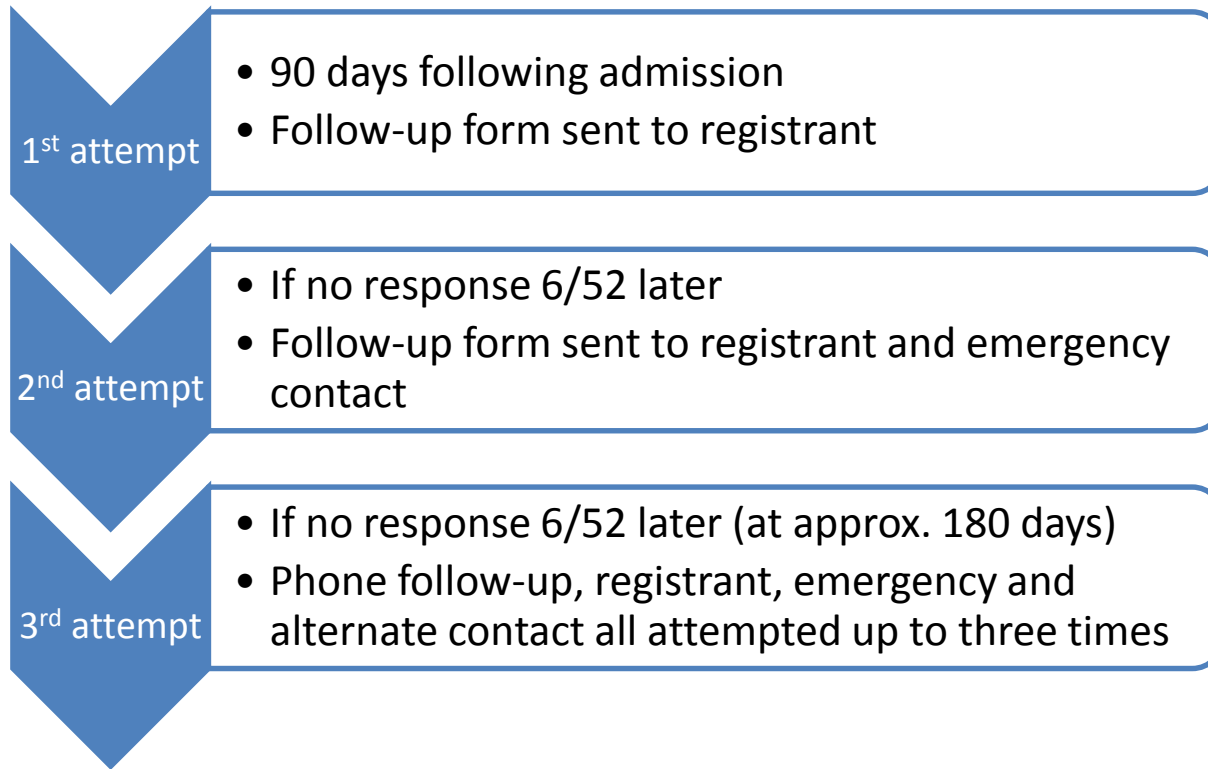 1st attempt
• 90 days following admission
• Follow-up form sent to registrant
2nd attempt
• If no response 6/52 later
• Follow-up form sent to registrant and emergency
contact
3rd attempt
• If no response 6/52 later (at approx. 180 days)
• Phone follow-up, registrant, emergency and
alternate contact all attempted up to three times